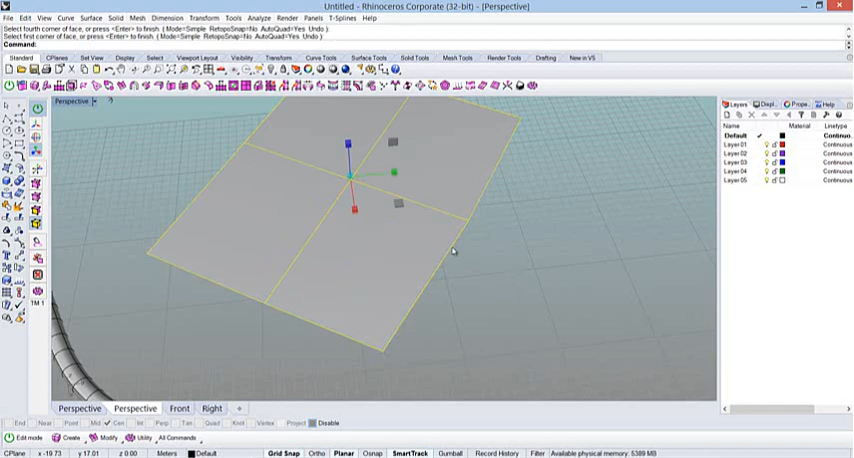 Untitled - Rhinoceros Corporate (32-bit) - [Perspective]
File Edit View Curve Surface Solid Mesh Dimension Transform Tools Analyze Render Panels T-Splines Help
Select fourth corner of face, or press <Enter> to finish ( Mode=Simple RetopoSnap=No AutoQuad=Yes Undo ):
Select first corner of face, or press <Enter> to finish ( Mode=Simple RetopoSnap=No AutoQuad=Yes Undo ):
Command:
Standard CPlanes Set View Display Select Viewport Layout Visibility Transform Curve Tools Surface Tools Solid Tools Mesh Tools Render Tools Drafting New in V5
Perspective
Layers Displ... Prope... Help
Name Material Linetype
Default Continuo...
Layer 01 Continuous
Layer 02 Continuous
Layer 03 Continuous
Layer 04 Continuous
Layer 05 Continuous
TM 1
Perspective Perspective Front Right
End Near Point Mid Cen Int Perp Tan Quad Knot Vertex Project Disable
Edit mode Create Modify Utility All Commands
CPlane x -19.73 y 17.01 z 0.00 Meters Default Grid Snap Ortho Planar Osnap SmartTrack Gumball Record History Filter Available physical memory: 5389 MB